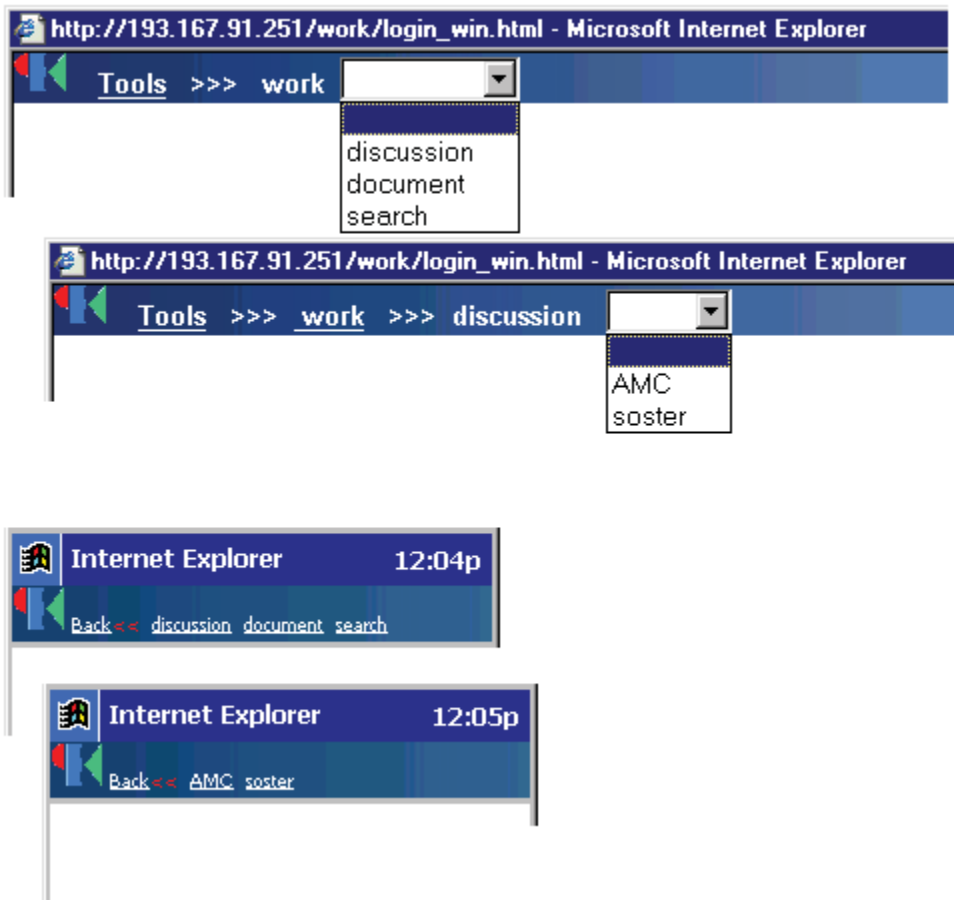 http://193.167.91.251/work/login_win.html - Microsoft Internet Explorer
Tools >>> work
discussion
document
search
http://193.167.91.251/work/login_win.html - Microsoft Internet Explorer
Tools >>> work >>> discussion
AMC
soster
Internet Explorer 12:04p
Back<< discussion document search
Internet Explorer 12:05p
Back<< AMC soster